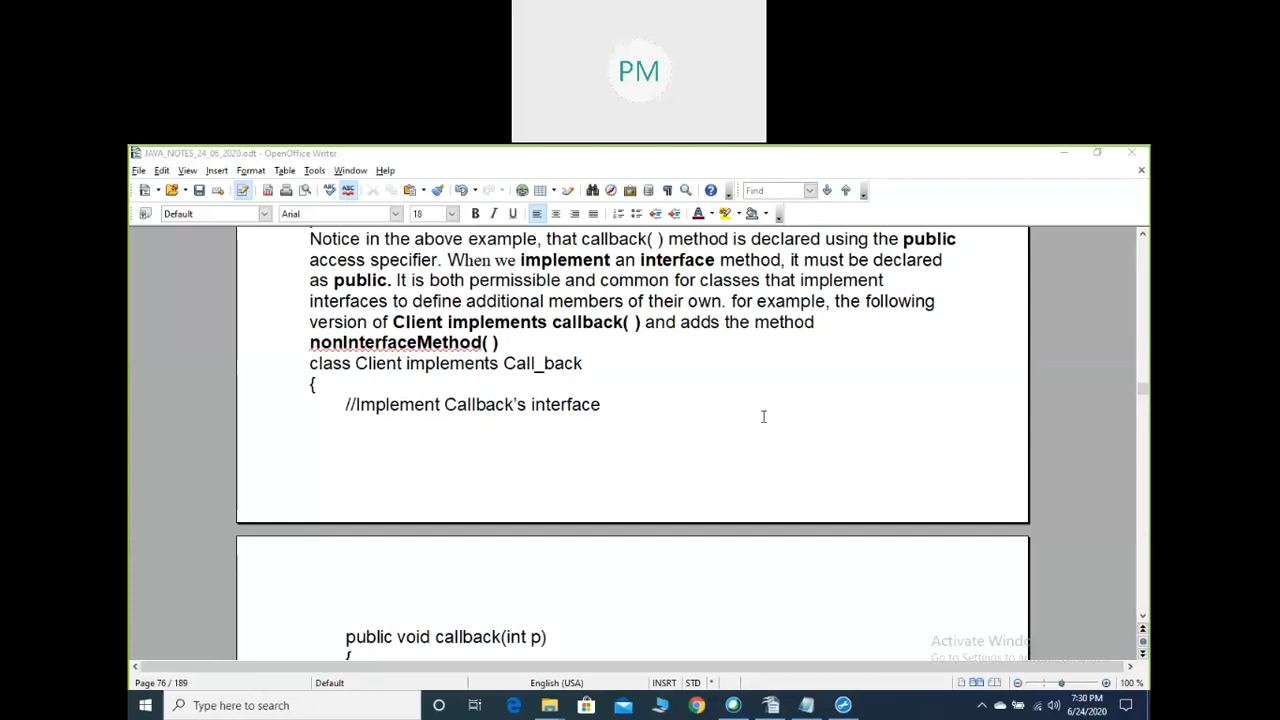 PM
JAVA_NOTES_24_06_2020.odt - OpenOffice Writer
File Edit View Insert Format Table Tools Window Help
Find
Default Arial 18
Notice in the above example, that callback( ) method is declared using the public
access specifier. When we implement an interface method, it must be declared
as public. It is both permissible and common for classes that implement
interfaces to define additional members of their own. for example, the following
version of Client implements callback( ) and adds the method
nonInterfaceMethod( )
class Client implements Call_back
{
//Implement Callback's interface
public void callback(int p)
{
Activate Windo
Go to Settings to
Page 76 / 189 Default English (USA) INSRT STD * 100 %
Type here to search
7:30 PM
6/24/2020